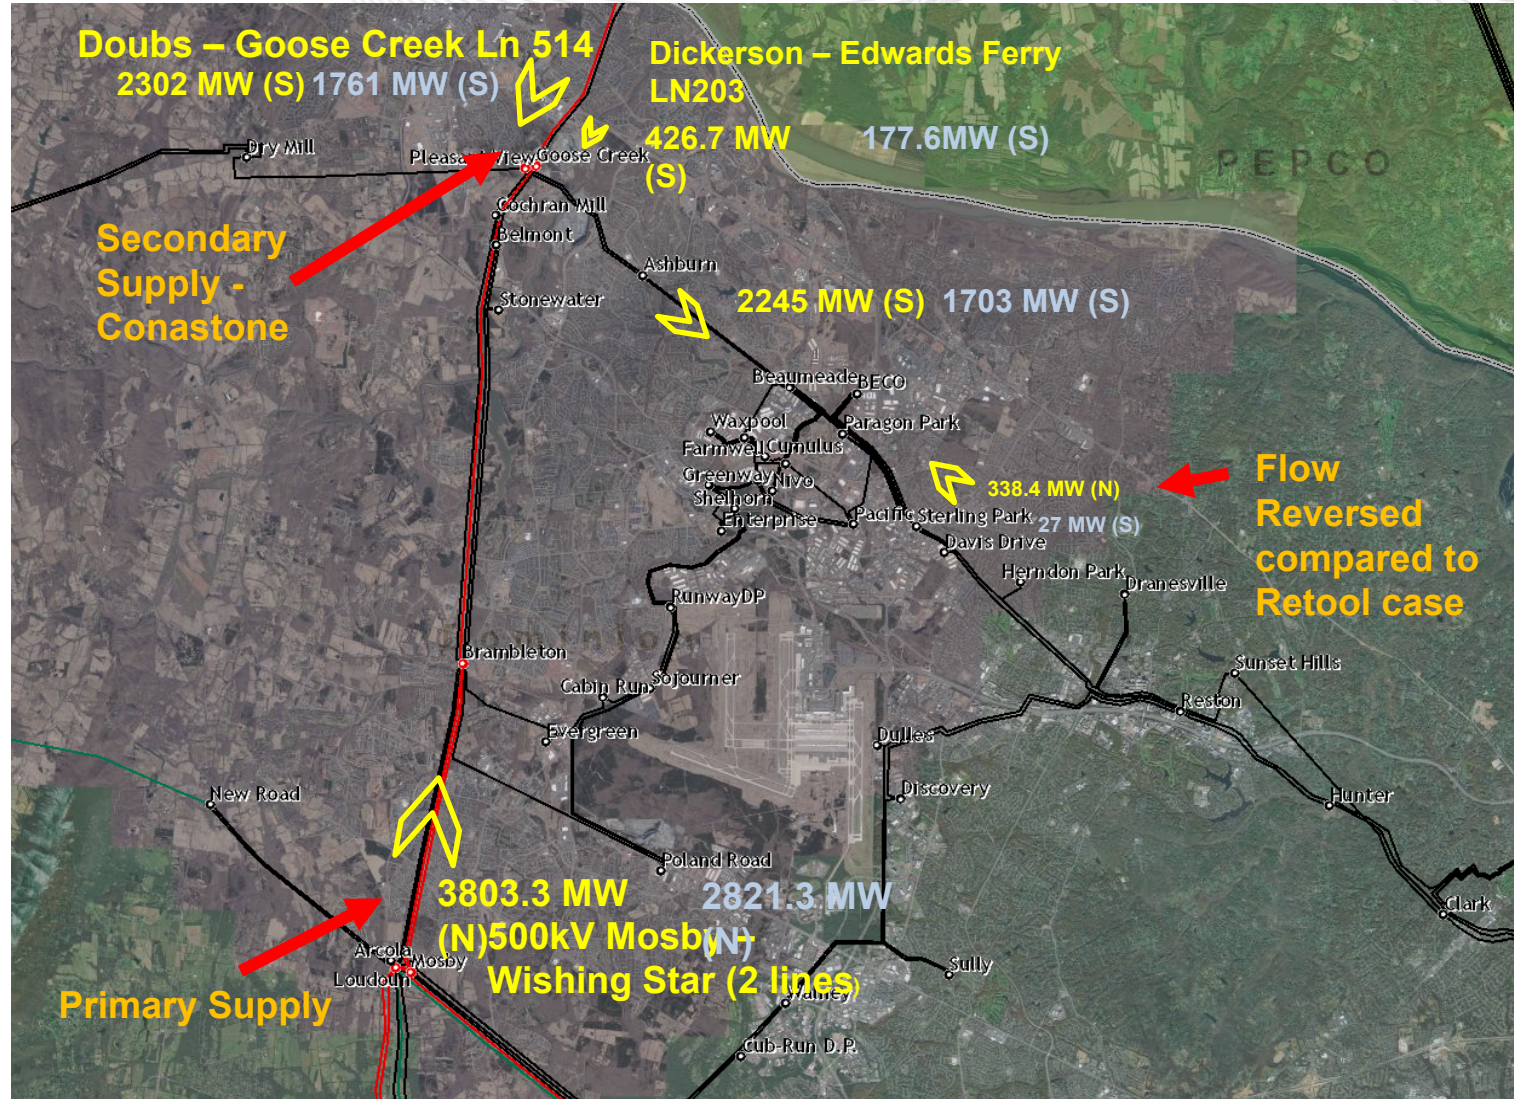 Doubs – Goose Creek Ln 514
2302 MW (S) 1761 MW (S)
Dickerson – Edwards Ferry
LN203
426.7 MW
(S)
177.6MW (S)
PEPCO
Dry Mill
Pleasant View
Goose Creek
Cochran Mill
Belmont
Secondary
Supply -
Conastone
Ashburn
Stonewater
2245 MW (S) 1703 MW (S)
Beaumeade
BECO
Waxpool
Paragon Park
Farmwell
Cumulus
Greenway
Nivo
Shelhorn
Enterprise
Pacific
Sterling Park
338.4 MW (N)
27 MW (S)
Flow
Reversed
compared to
Retool case
Davis Drive
Herndon Park
Dranesville
RunwayDP
Dominion
Brambleton
Sunset Hills
Cabin Run
Sojourner
Reston
Evergreen
Dulles
New Road
Discovery
Hunter
Poland Road
3803.3 MW
(N)
2821.3 MW
(N)
500kV Mosby –
Wishing Star (2 lines)
Clark
Arcola
Mosby
Loudoun
Primary Supply
Sully
Walney
Cub-Run D.P.